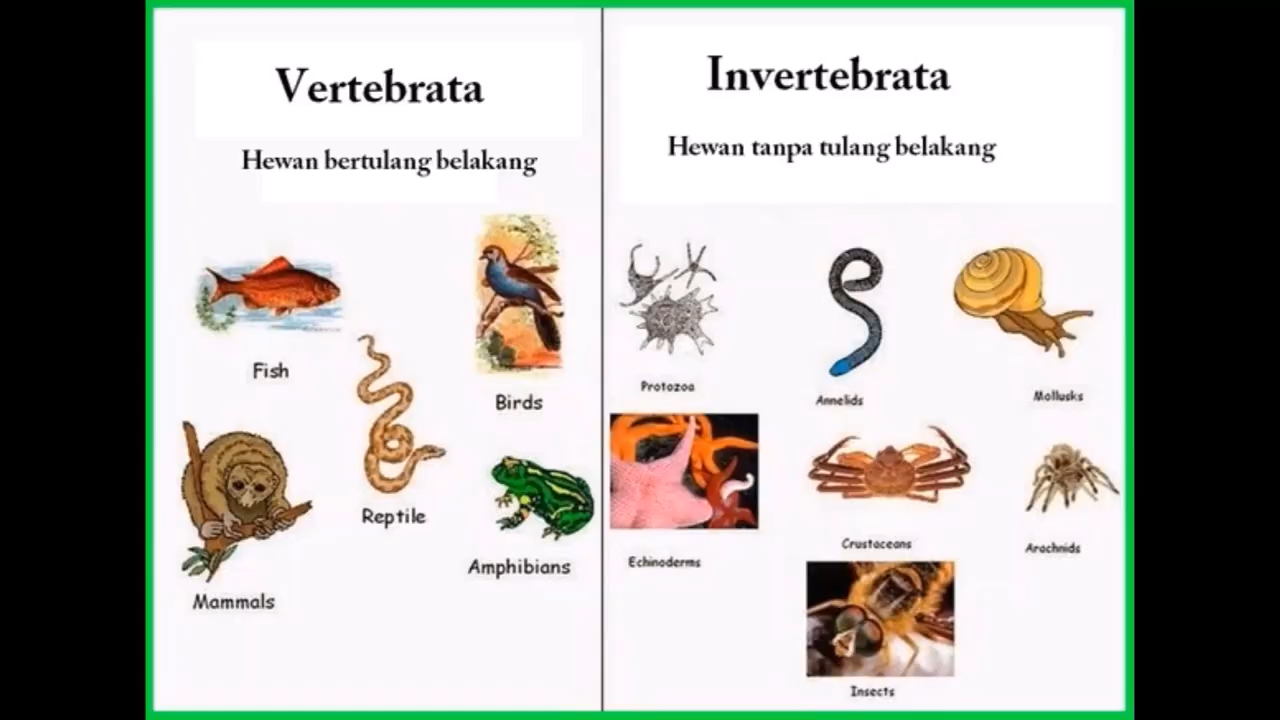 Vertebrata
Hewan bertulang belakang
Fish
Birds
Reptile
Mammals
Amphibians
Invertebrata
Hewan tanpa tulang belakang
Protozoa
Annelids
Mollusks
Echinoderms
Crustaceans
Arachnids
Insects